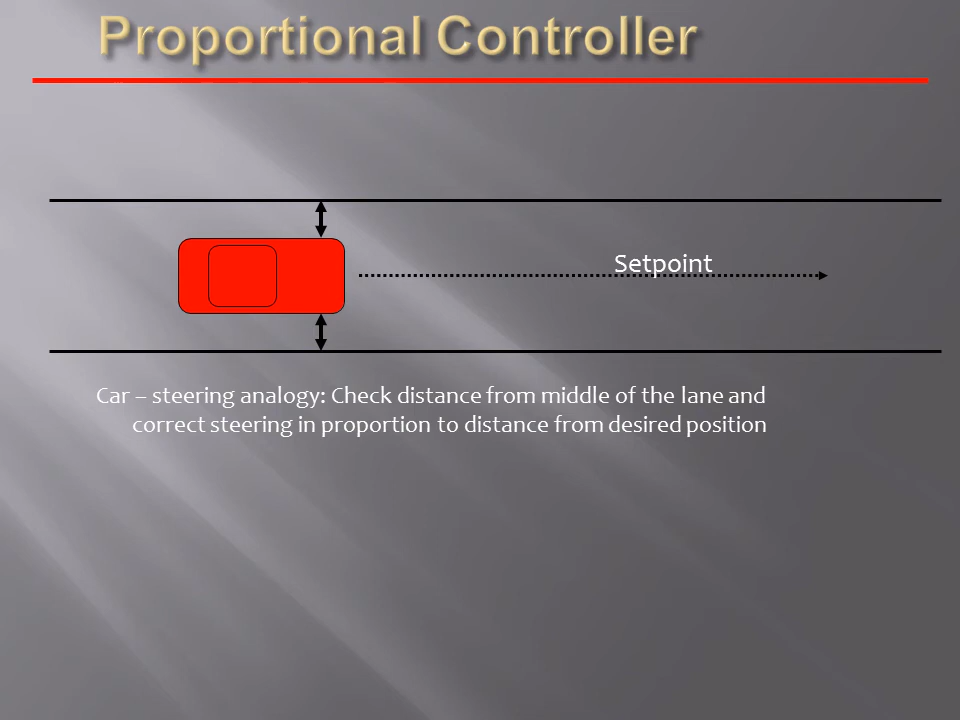 Proportional Controller
Setpoint
Car – steering analogy: Check distance from middle of the lane and
correct steering in proportion to distance from desired position